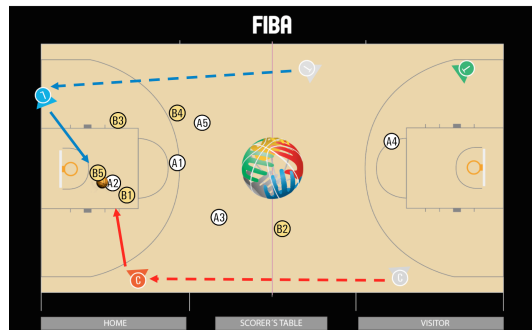 FIBA
L
L
L
B4
B3
A5
A4
A1
B5
A2
B1
A3
B2
C
C
HOME
SCORER´S TABLE
VISITOR